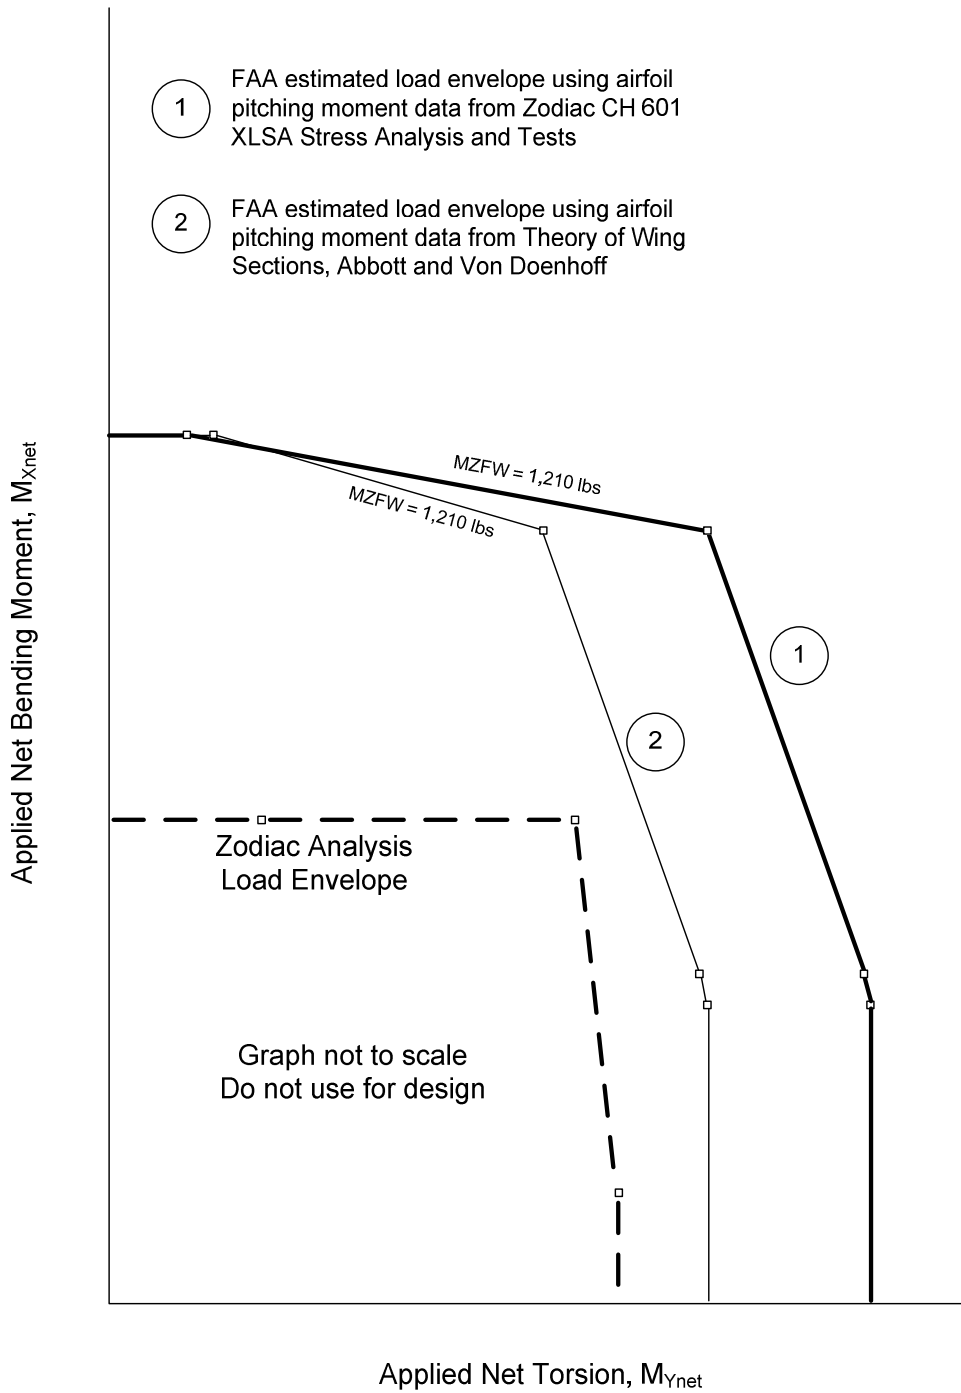 1
FAA estimated load envelope using airfoil
pitching moment data from Zodiac CH 601
XLSA Stress Analysis and Tests
2
FAA estimated load envelope using airfoil
pitching moment data from Theory of Wing
Sections, Abbott and Von Doenhoff
MZFW = 1,210 lbs
MZFW = 1,210 lbs
1
2
Zodiac Analysis
Load Envelope
Graph not to scale
Do not use for design
Applied Net Bending Moment, MXnet
Applied Net Torsion, MYnet